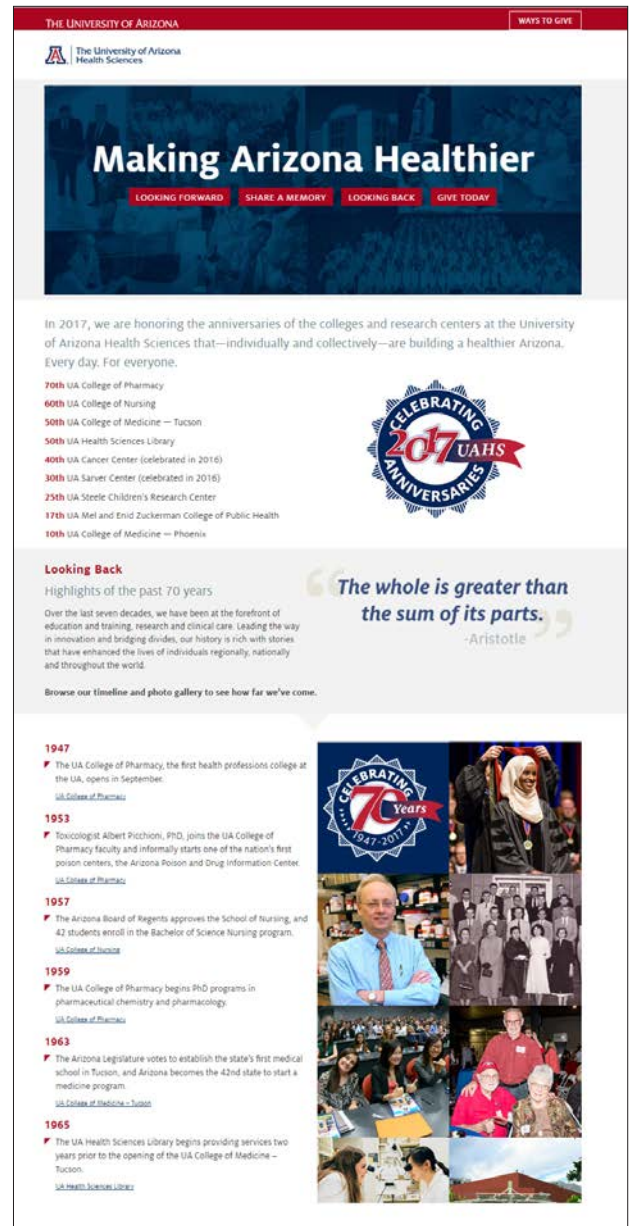 THE UNIVERSITY OF ARIZONA
WAYS TO GIVE
A
The University of Arizona
Health Sciences
Making Arizona Healthier
LOOKING FORWARD
SHARE A MEMORY
LOOKING BACK
GIVE TODAY
In 2017, we are honoring the anniversaries of the colleges and research centers at the University
of Arizona Health Sciences that—individually and collectively—are building a healthier Arizona.
Every day. For everyone.
70th UA College of Pharmacy
60th UA College of Nursing
50th UA College of Medicine — Tucson
50th UA Health Sciences Library
40th UA Cancer Center (celebrated in 2016)
30th UA Sarver Center (celebrated in 2016)
25th UA Steele Children's Research Center
17th UA Mel and Enid Zuckerman College of Public Health
10th UA College of Medicine — Phoenix
CELEBRATING
2017 UAHS
ANNIVERSARIES
Looking Back
Highlights of the past 70 years
Over the last seven decades, we have been at the forefront of
education and training, research and clinical care. Leading the way
in innovation and bridging divides, our history is rich with stories
that have enhanced the lives of individuals regionally, nationally
and throughout the world.
Browse our timeline and photo gallery to see how far we've come.
“The whole is greater than
the sum of its parts.”
-Aristotle
1947
The UA College of Pharmacy, the first health professions college at
the UA, opens in September.
UA College of Pharmacy
1953
Toxicologist Albert Picchioni, PhD, joins the UA College of
Pharmacy faculty and informally starts one of the nation's first
poison centers, the Arizona Poison and Drug Information Center.
UA College of Pharmacy
1957
The Arizona Board of Regents approves the School of Nursing, and
42 students enroll in the Bachelor of Science Nursing program.
UA College of Nursing
1959
The UA College of Pharmacy begins PhD programs in
pharmaceutical chemistry and pharmacology.
UA College of Pharmacy
1963
The Arizona Legislature votes to establish the state's first medical
school in Tucson, and Arizona becomes the 42nd state to start a
medicine program.
UA College of Medicine – Tucson
1965
The UA Health Sciences Library begins providing services two
years prior to the opening of the UA College of Medicine –
Tucson.
UA Health Sciences Library
CELEBRATING
70 Years
1947-2017